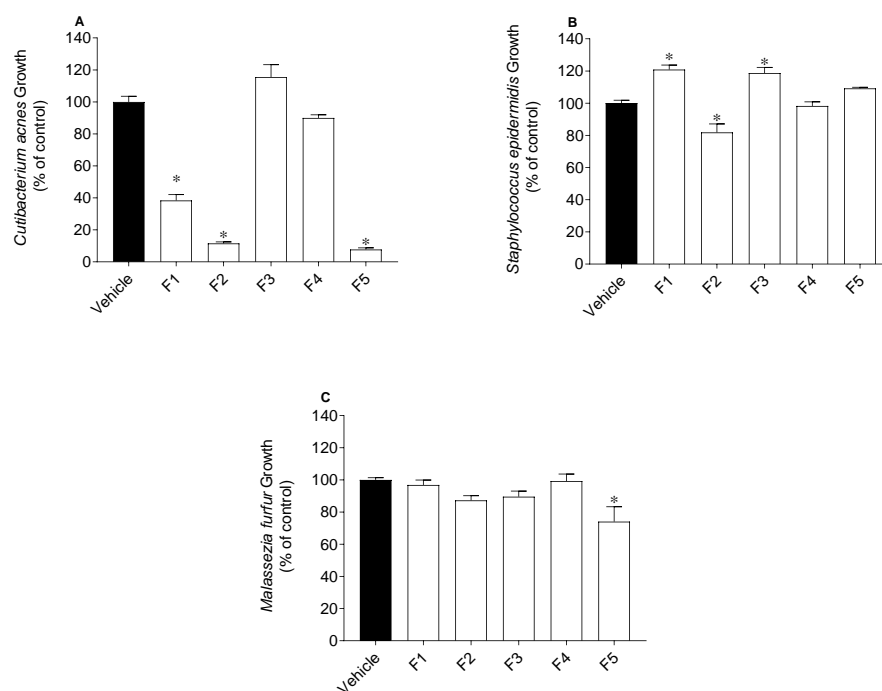 A
Cutibacterium acnes Growth
(% of control)
140
120
100
80
60
40
20
0
*
*
*
Vehicle
F1
F2
F3
F4
F5
B
Staphylococcus epidermidis Growth
(% of control)
140
120
100
80
60
40
20
0
*
*
*
Vehicle
F1
F2
F3
F4
F5
C
Malassezia furfur Growth
(% of control)
140
120
100
80
60
40
20
0
*
Vehicle
F1
F2
F3
F4
F5